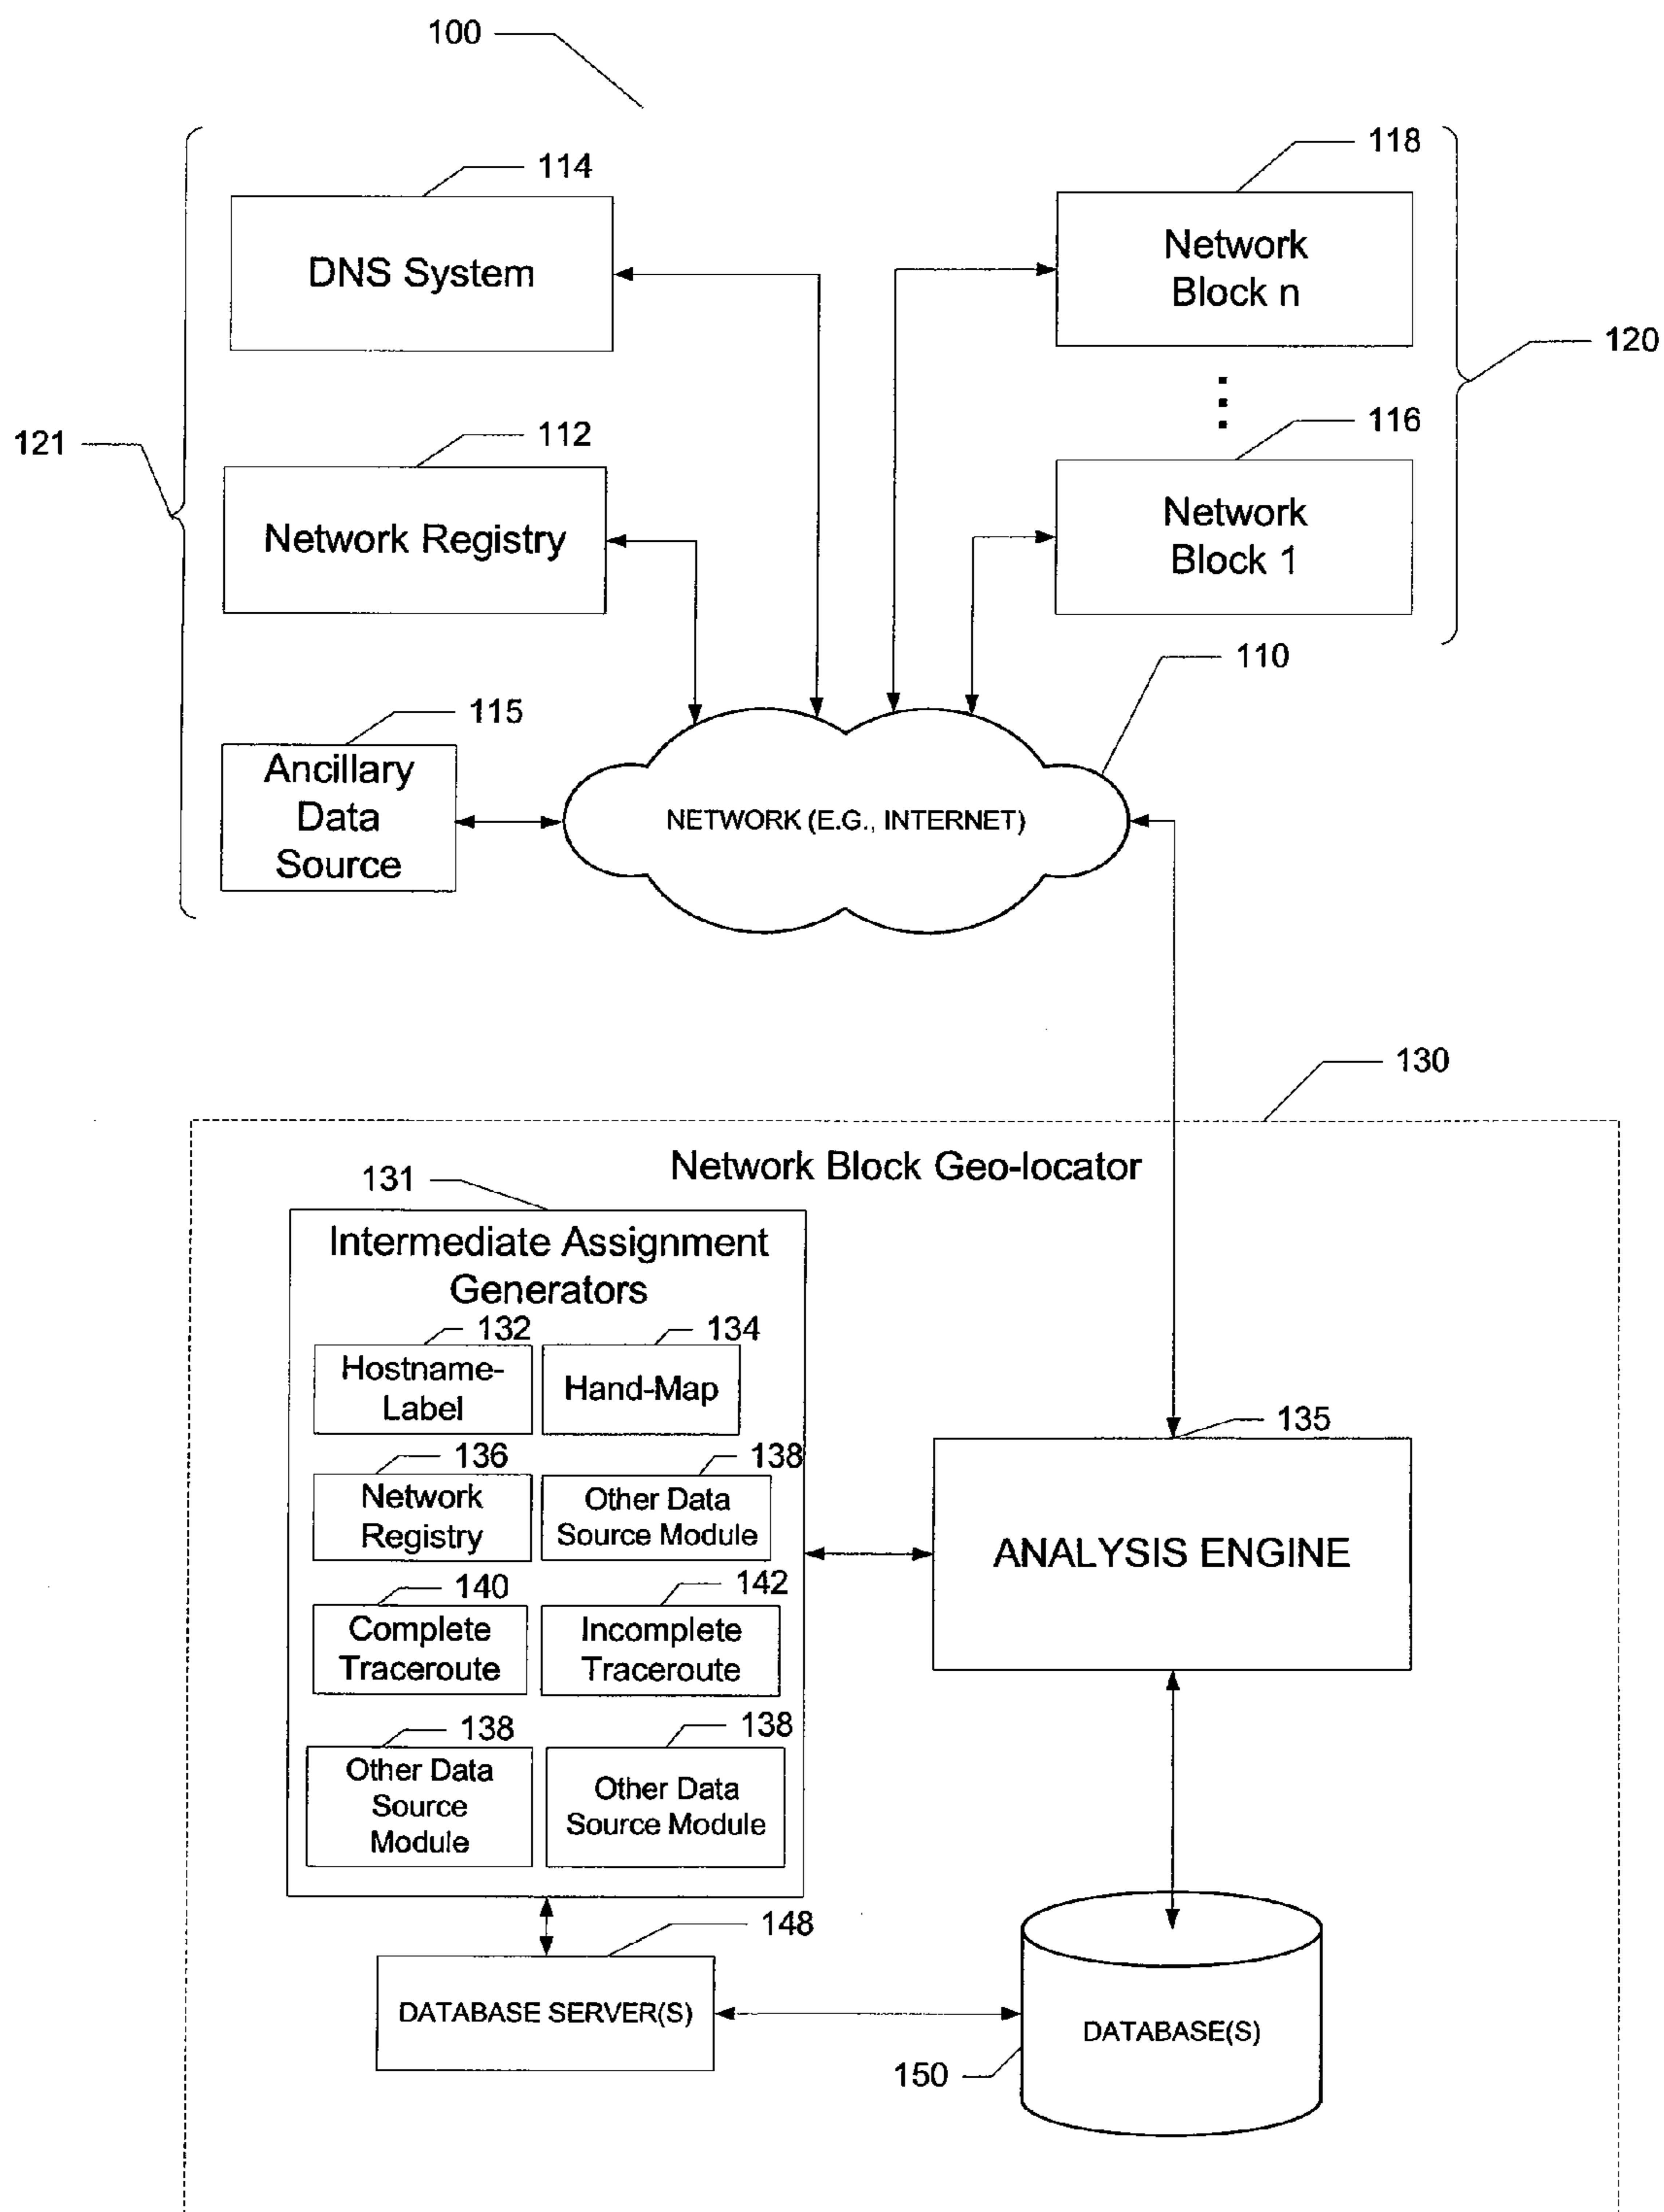 100
114
118
DNS System
Network
Block n
120
121
112
116
Network Registry
Network
Block 1
110
115
Ancillary
Data
Source
NETWORK (E.G., INTERNET)
130
Network Block Geo-locator
131
Intermediate Assignment
Generators
132
134
Hostname-
Label
Hand-Map
135
136
138
Network
Registry
Other Data
Source Module
ANALYSIS ENGINE
140
142
Complete
Traceroute
Incomplete
Traceroute
138
138
Other Data
Source
Module
Other Data
Source Module
148
DATABASE SERVER(S)
DATABASE(S)
150